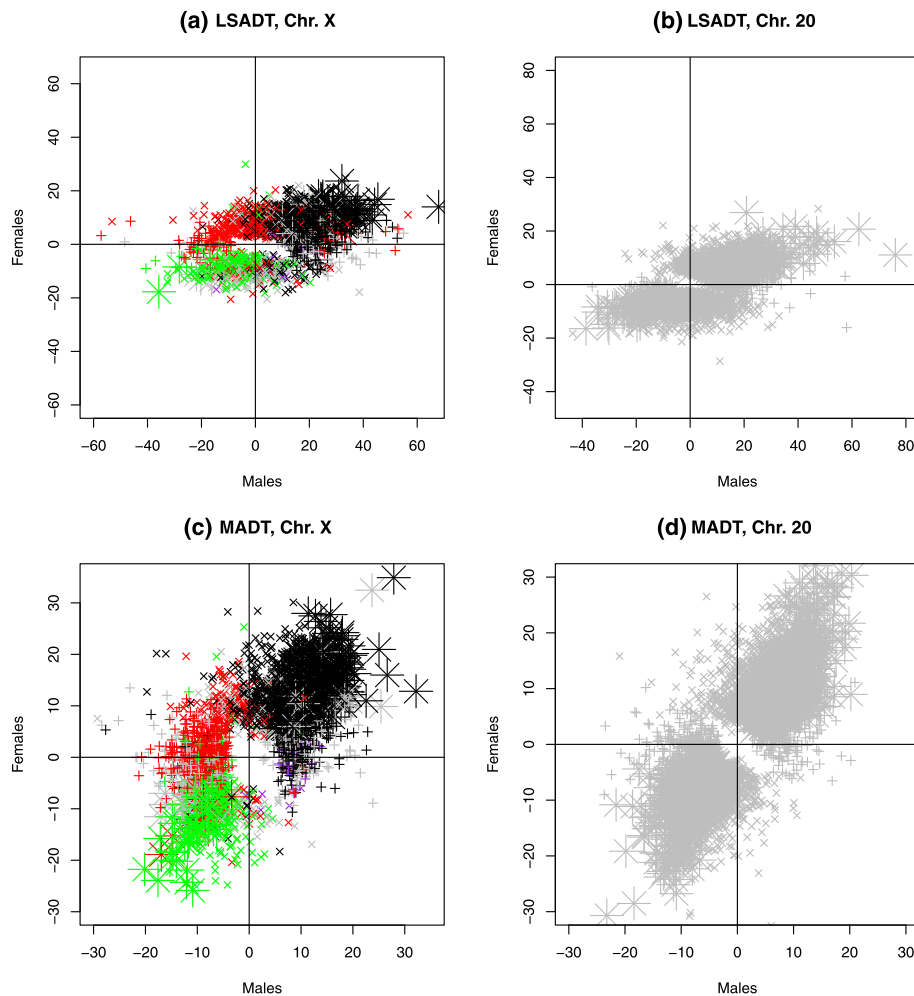 (a) LSADT, Chr. X
(b) LSADT, Chr. 20
Females
60
40
20
0
−20
−40
−60
−60 −40 −20 0 20 40 60
Males
Females
80
60
40
20
0
−20
−40
−40 −20 0 20 40 60 80
Males
(c) MADT, Chr. X
(d) MADT, Chr. 20
Females
30
20
10
0
−10
−20
−30
−30 −20 −10 0 10 20 30
Males
Females
30
20
10
0
−10
−20
−30
−30 −20 −10 0 10 20 30
Males